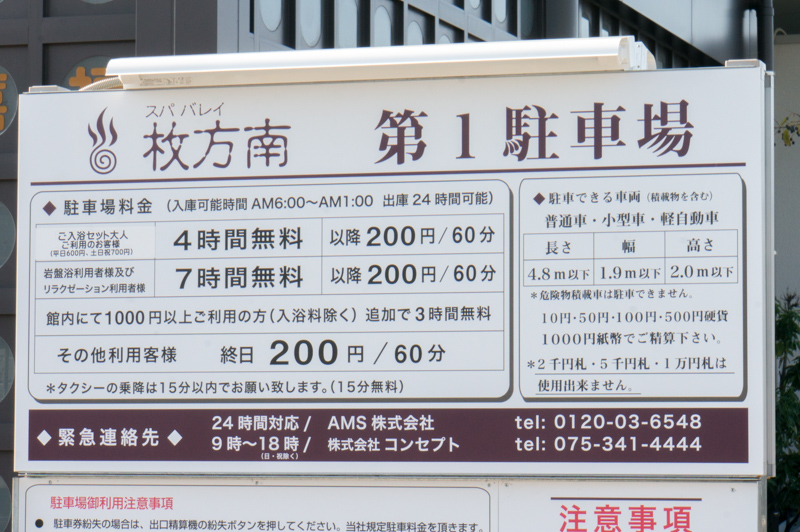 スパ バレイ
枚方南
第1駐車場
◆ 駐車場料金 （入庫可能時間 AM6:00～AM1:00 出庫 24 時間可能）
ご入浴セット大人
ご利用のお客様
(平日600円、土日祝700円)
4時間無料
以降 200円/60分
岩盤浴利用者様及び
リラクゼーション利用者様
7時間無料
以降 200円/60分
館内にて1000円以上ご利用の方（入浴料除く）追加で3時間無料
その他利用客様 終日 200円/60分
＊タクシーの乗降は15分以内でお願い致します。（15分無料）
◆駐車できる車両（積載物を含む）
普通車・小型車・軽自動車
長さ 幅 高さ
4.8m以下 1.9m以下 2.0m以下
＊危険物積載車は駐車できません。
10円・50円・100円・500円硬貨
1000円紙幣でご精算下さい。
＊2千円札・5千円札・1万円札は
使用出来ません。
◆ 緊急連絡先 ◆
24時間対応/ AMS 株式会社 tel: 0120-03-6548
9時～18時/ 株式会社 コンセプト tel: 075-341-4444
（日・祝除く）
駐車場御利用注意事項
● 駐車券紛失の場合は、出口精算機の紛失ボタンを押してください。当社規定駐車料金を頂きます。
注意事項